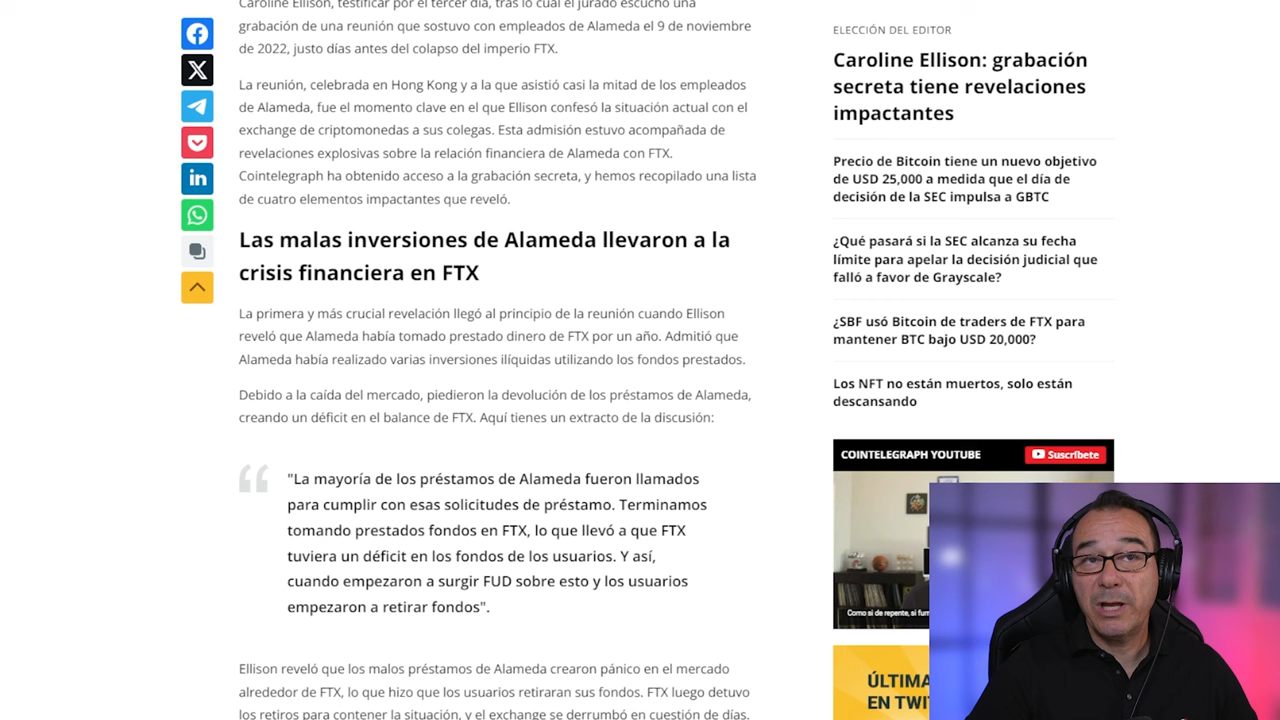 Caroline Ellison, testificar por el tercer día, tras lo cual el jurado escuchó una
grabación de una reunión que sostuvo con empleados de Alameda el 9 de noviembre
de 2022, justo días antes del colapso del imperio FTX.
La reunión, celebrada en Hong Kong y a la que asistió casi la mitad de los empleados
de Alameda, fue el momento clave en el que Ellison confesó la situación actual con el
exchange de criptomonedas a sus colegas. Esta admisión estuvo acompañada de
revelaciones explosivas sobre la relación financiera de Alameda con FTX.
Cointelegraph ha obtenido acceso a la grabación secreta, y hemos recopilado una lista
de cuatro elementos impactantes que reveló.
Las malas inversiones de Alameda llevaron a la
crisis financiera en FTX
La primera y más crucial revelación llegó al principio de la reunión cuando Ellison
reveló que Alameda había tomado prestado dinero de FTX por un año. Admitió que
Alameda había realizado varias inversiones ilíquidas utilizando los fondos prestados.
Debido a la caída del mercado, piedieron la devolución de los préstamos de Alameda,
creando un déficit en el balance de FTX. Aquí tienes un extracto de la discusión:
"La mayoría de los préstamos de Alameda fueron llamados
para cumplir con esas solicitudes de préstamo. Terminamos
tomando prestados fondos en FTX, lo que llevó a que FTX
tuviera un déficit en los fondos de los usuarios. Y así,
cuando empezaron a surgir FUD sobre esto y los usuarios
empezaron a retirar fondos".
Ellison reveló que los malos préstamos de Alameda crearon pánico en el mercado
alrededor de FTX, lo que hizo que los usuarios retiraran sus fondos. FTX luego detuvo
los retiros para contener la situación, y el exchange se derrumbó en cuestión de días.
ELECCIÓN DEL EDITOR
Caroline Ellison: grabación
secreta tiene revelaciones
impactantes
Precio de Bitcoin tiene un nuevo objetivo
de USD 25,000 a medida que el día de
decisión de la SEC impulsa a GBTC
¿Qué pasará si la SEC alcanza su fecha
límite para apelar la decisión judicial que
falló a favor de Grayscale?
¿SBF usó Bitcoin de traders de FTX para
mantener BTC bajo USD 20,000?
Los NFT no están muertos, solo están
descansando
COINTELEGRAPH YOUTUBE
Suscríbete
Como si de repente, si
ÚLTIMA
EN